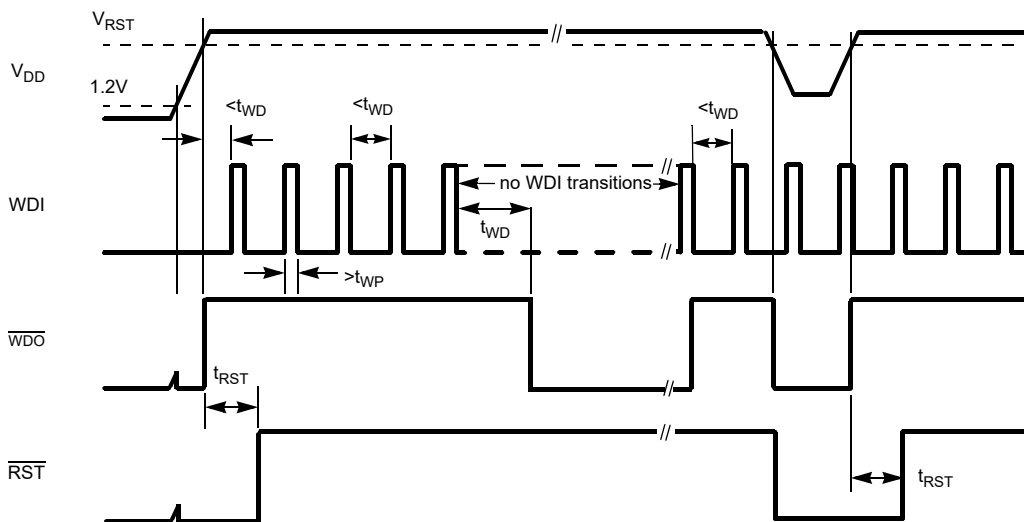 VRST
VDD
1.2V
<tWD
<tWD
<tWD
WDI
no WDI transitions
tWD
>tWP
WDO
tRST
RST
tRST